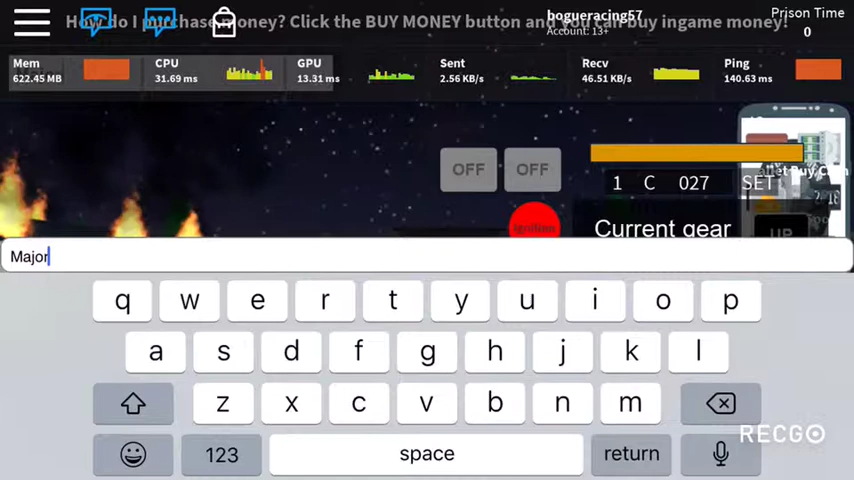 How do I purchase money? Click the BUY MONEY button and you can buy ingame money!
bogueracing57
Account: 13+
Prison Time
0
Mem
622.45 MB
CPU
31.69 ms
GPU
13.31 ms
Sent
2.56 KB/s
Recv
46.51 KB/s
Ping
140.63 ms
OFF
OFF
1 C 027 SET
Buy
Ignition
Current gear
UP
Major
q w e r t y u i o p
a s d f g h j k l
z x c v b n m
123
space
return
RECGO